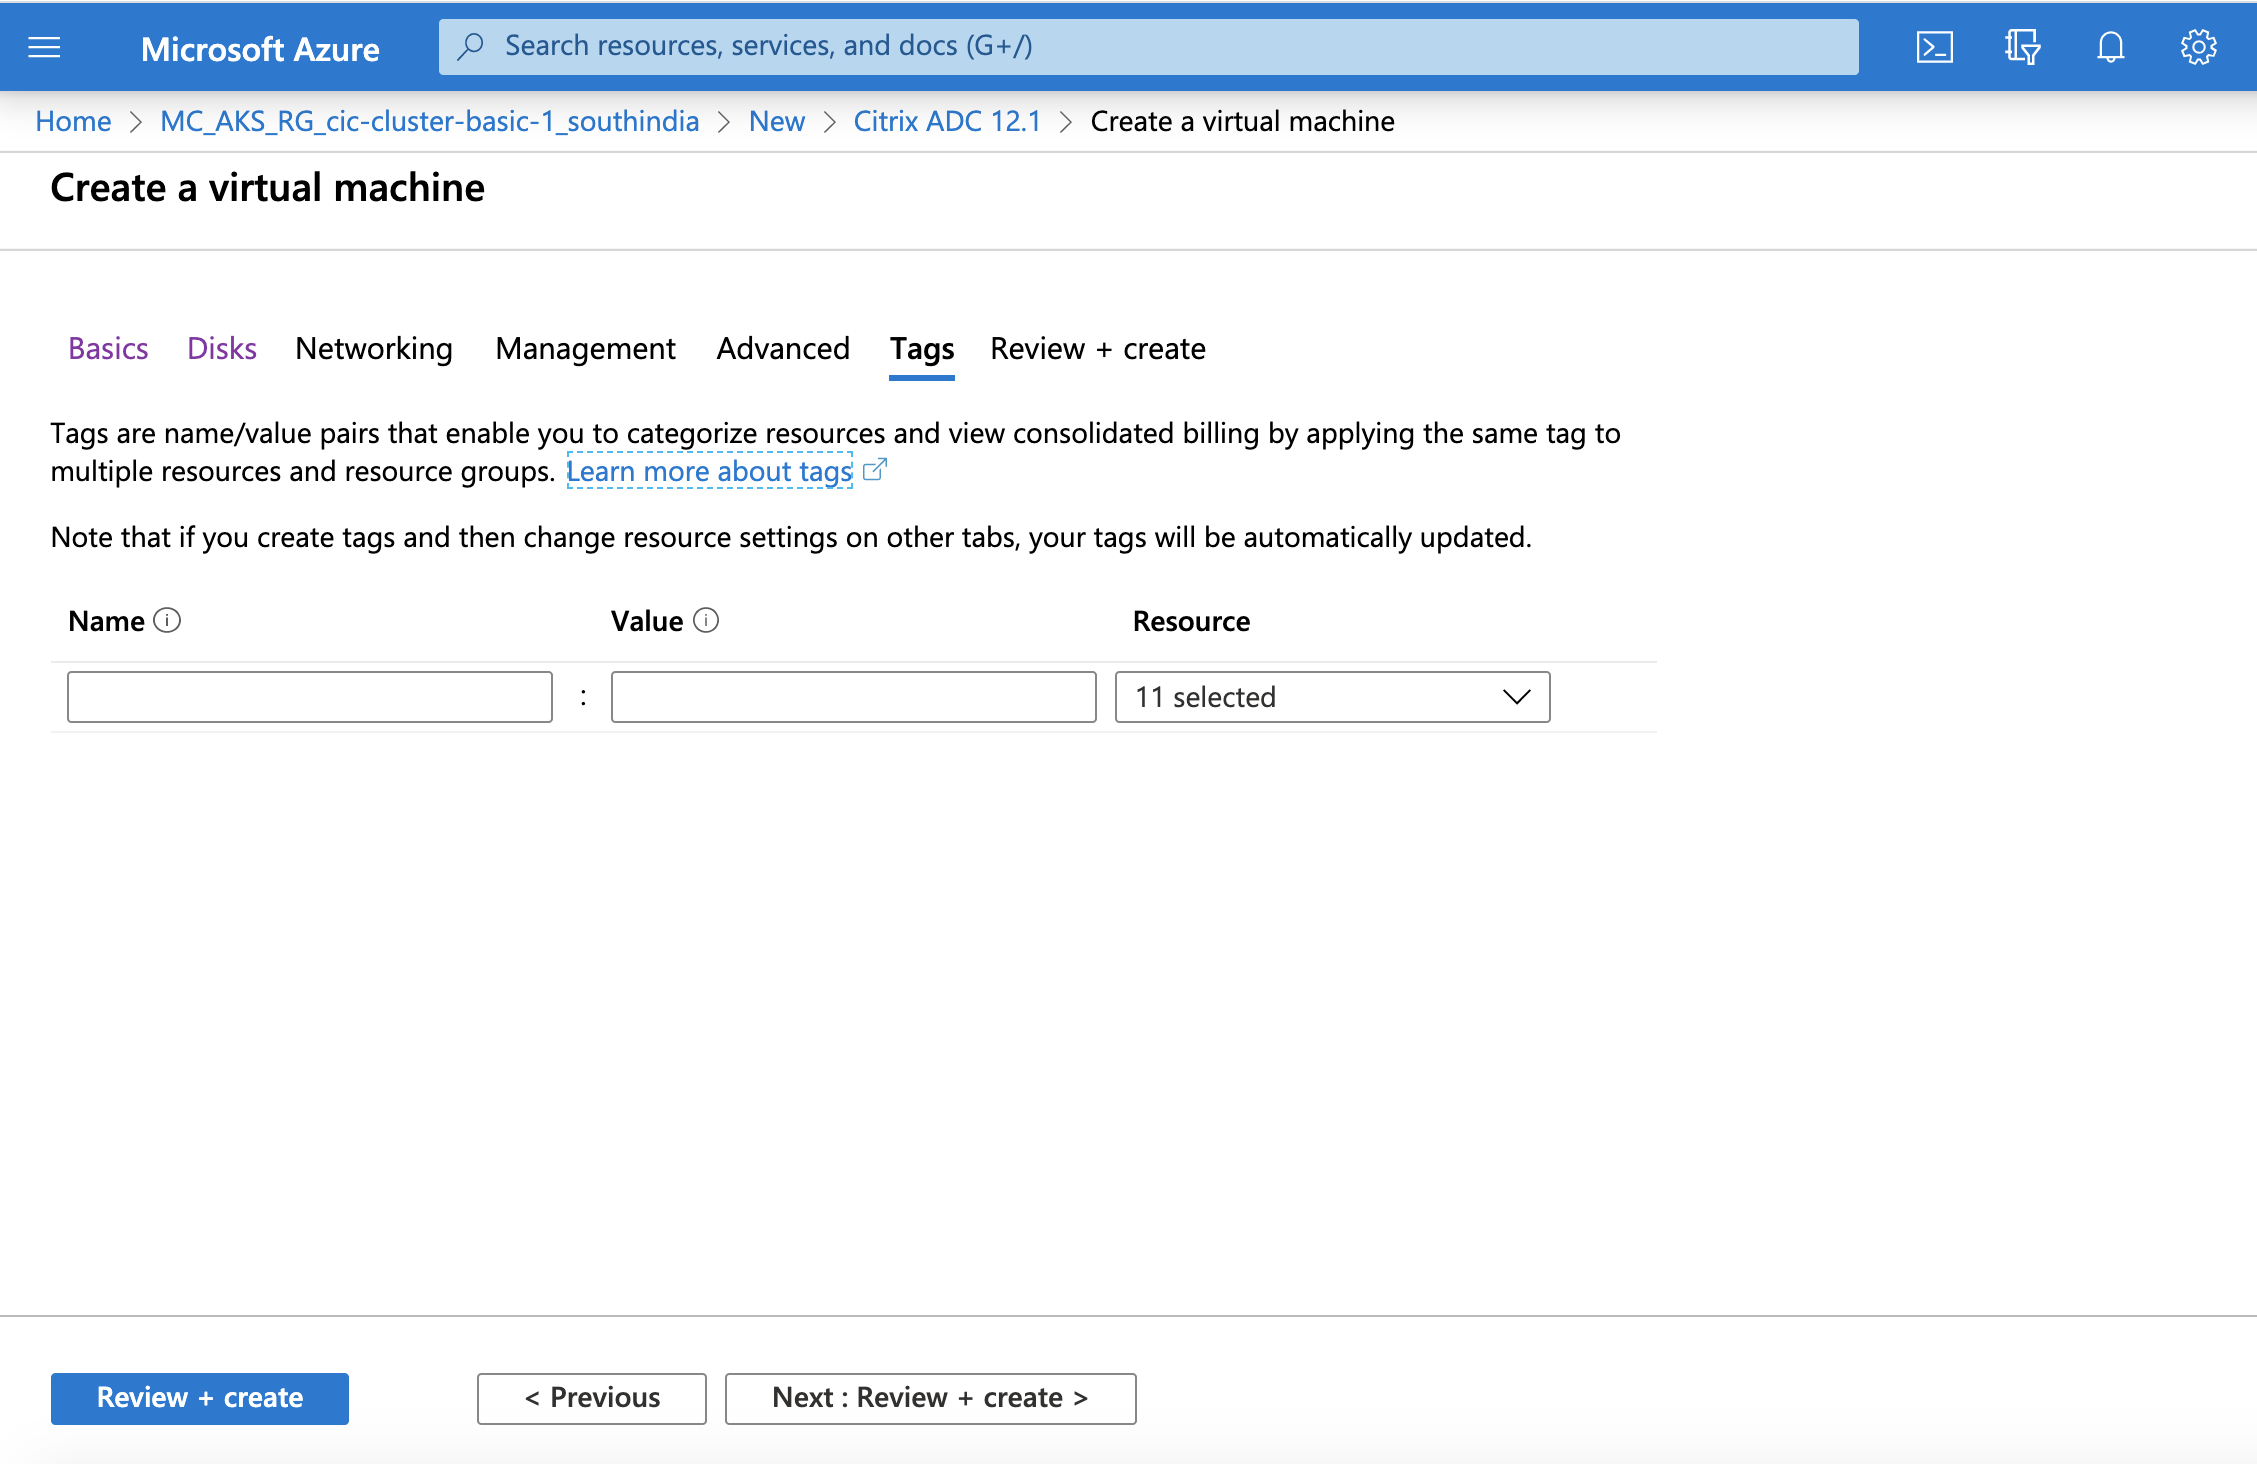 Microsoft Azure
Search resources, services, and docs (G+/)
Home > MC_AKS_RG_cic-cluster-basic-1_southindia > New > Citrix ADC 12.1 > Create a virtual machine
Create a virtual machine
Basics Disks Networking Management Advanced Tags Review + create
Tags are name/value pairs that enable you to categorize resources and view consolidated billing by applying the same tag to
multiple resources and resource groups. Learn more about tags
Note that if you create tags and then change resource settings on other tabs, your tags will be automatically updated.
Name Value Resource
: 11 selected
Review + create < Previous Next : Review + create >